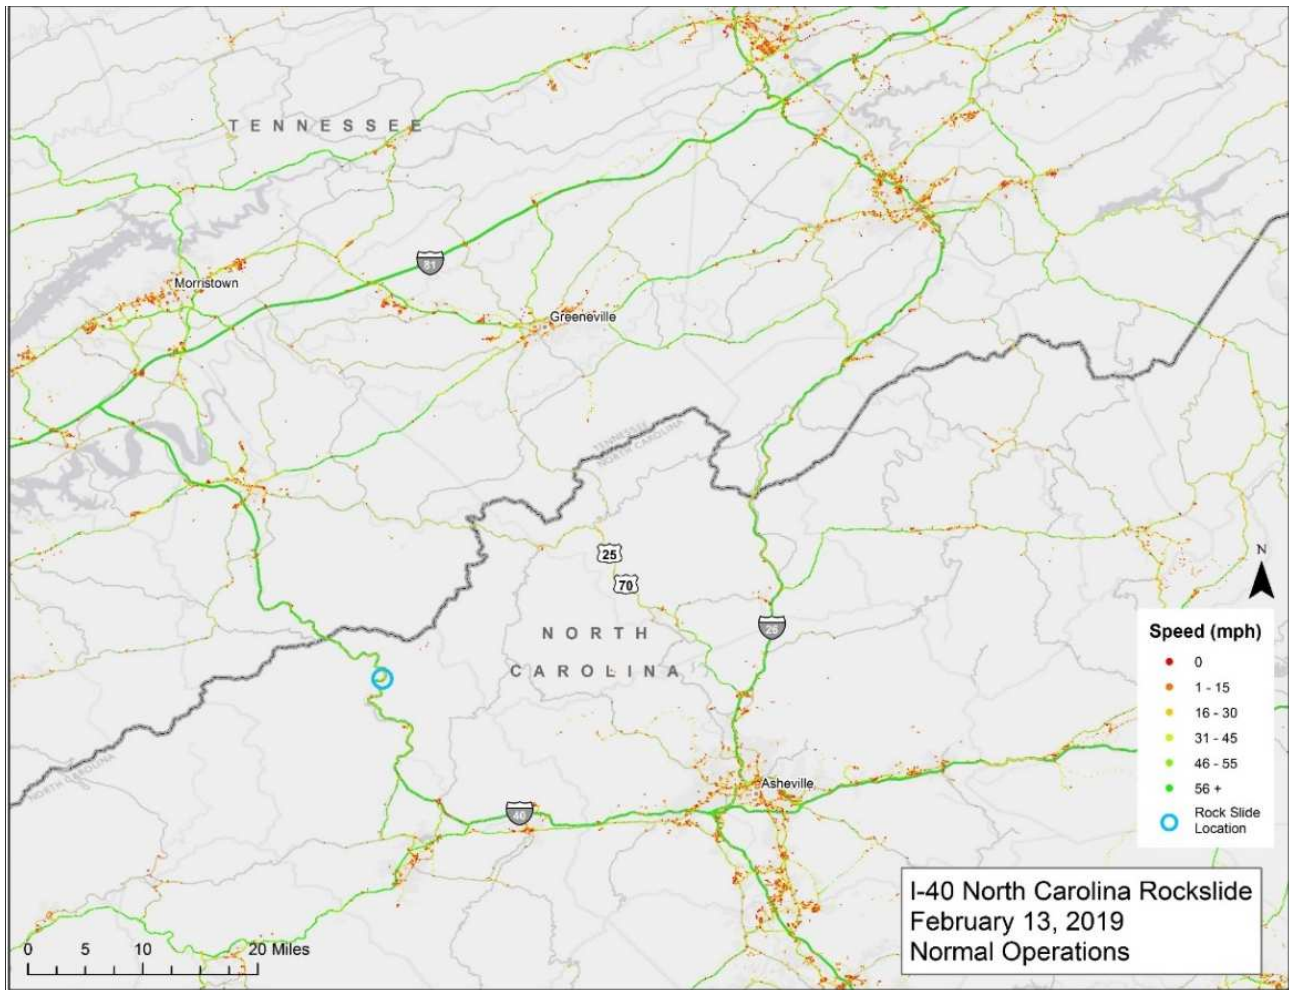 TENNESSEE
81
Morristown
Greeneville
TENNESSEE
NORTH CAROLINA
25
70
N
NORTH
CAROLINA
26
Speed (mph)
0
1 - 15
16 - 30
31 - 45
46 - 55
56 +
Rock Slide
Location
NORTH CAROLINA
Asheville
40
I-40 North Carolina Rockslide
February 13, 2019
Normal Operations
0 5 10 20 Miles